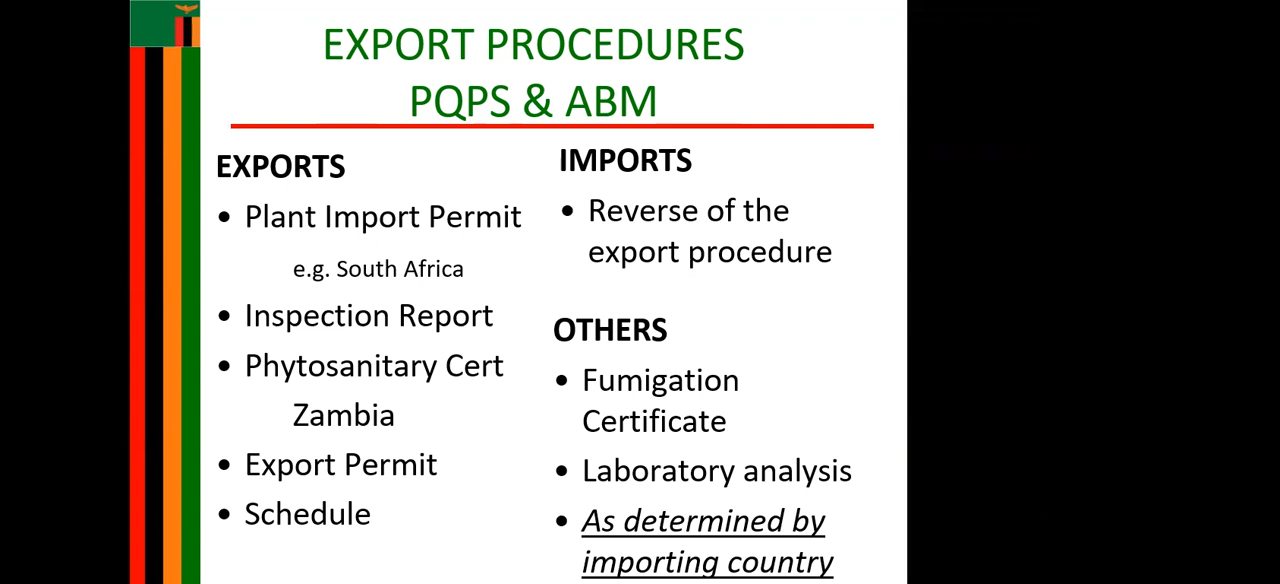 EXPORT PROCEDURES
PQPS & ABM
EXPORTS
• Plant Import Permit
e.g. South Africa
• Inspection Report
• Phytosanitary Cert
Zambia
• Export Permit
• Schedule
IMPORTS
• Reverse of the
export procedure
OTHERS
• Fumigation
Certificate
• Laboratory analysis
• As determined by
importing country